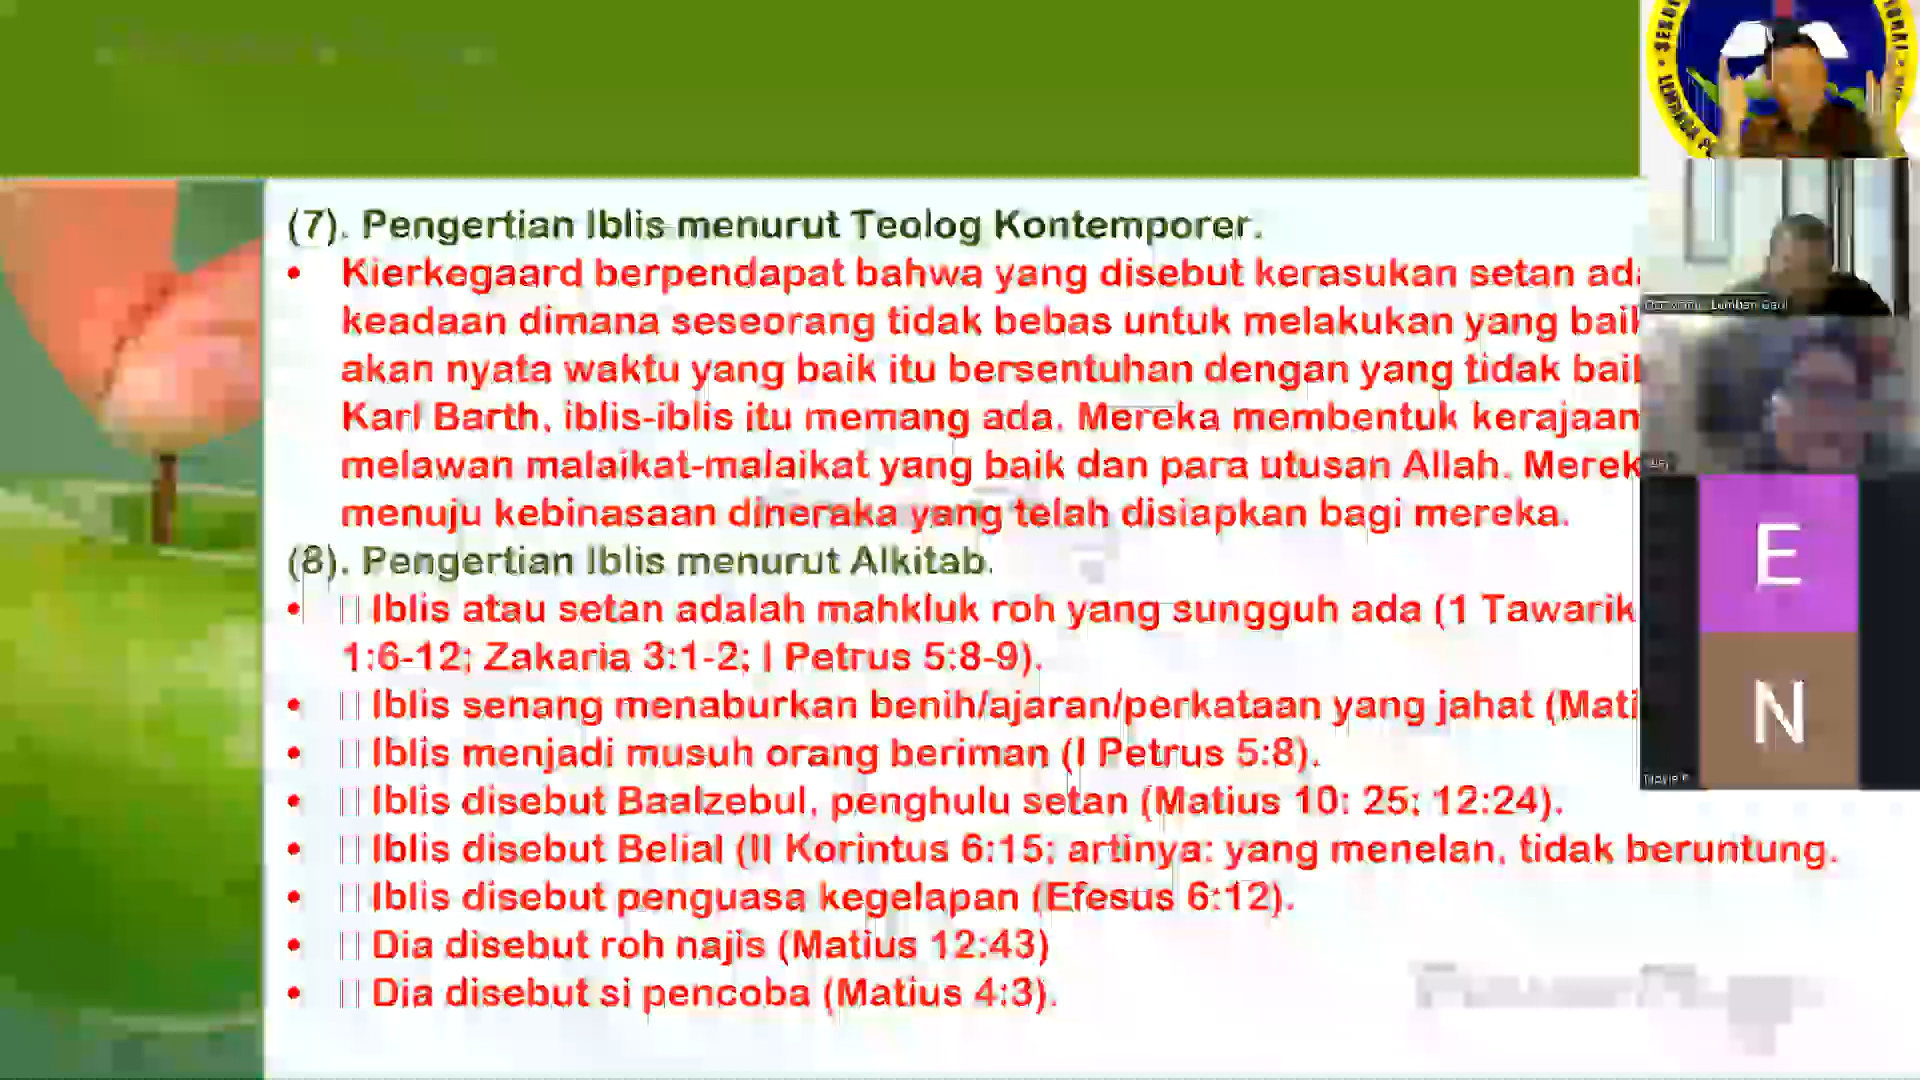 (7). Pengertian Iblis menurut Teolog Kontemporer.
• Kierkegaard berpendapat bahwa yang disebut kerasukan setan
keadaan dimana seseorang tidak bebas untuk melakukan yang
akan nyata waktu yang baik itu bersentuhan dengan yang tidak
Karl Barth, iblis-iblis itu memang ada. Mereka membentuk kerajaan
melawan malaikat-malaikat yang baik dan para utusan Allah.
menuju kebinasaan dineraka yang telah disiapkan bagi mereka.
(8). Pengertian Iblis menurut Alkitab.
• Iblis atau setan adalah mahkluk roh yang sungguh ada (1 Tawarik
1:6-12; Zakaria 3:1-2; I Petrus 5:8-9).
• Iblis senang menaburkan benih/ajaran/perkataan yang jahat
• Iblis menjadi musuh orang beriman (I Petrus 5:8).
• Iblis disebut Baalzebul, penghulu setan (Matius 10: 25; 12:24).
• Iblis disebut Belial (II Korintus 6:15; artinya: yang menelan, tidak beruntung.
• Iblis disebut penguasa kegelapan (Efesus 6:12).
• Dia disebut roh najis (Matius 12:43)
• Dia disebut si pencoba (Matius 4:3).
E
N